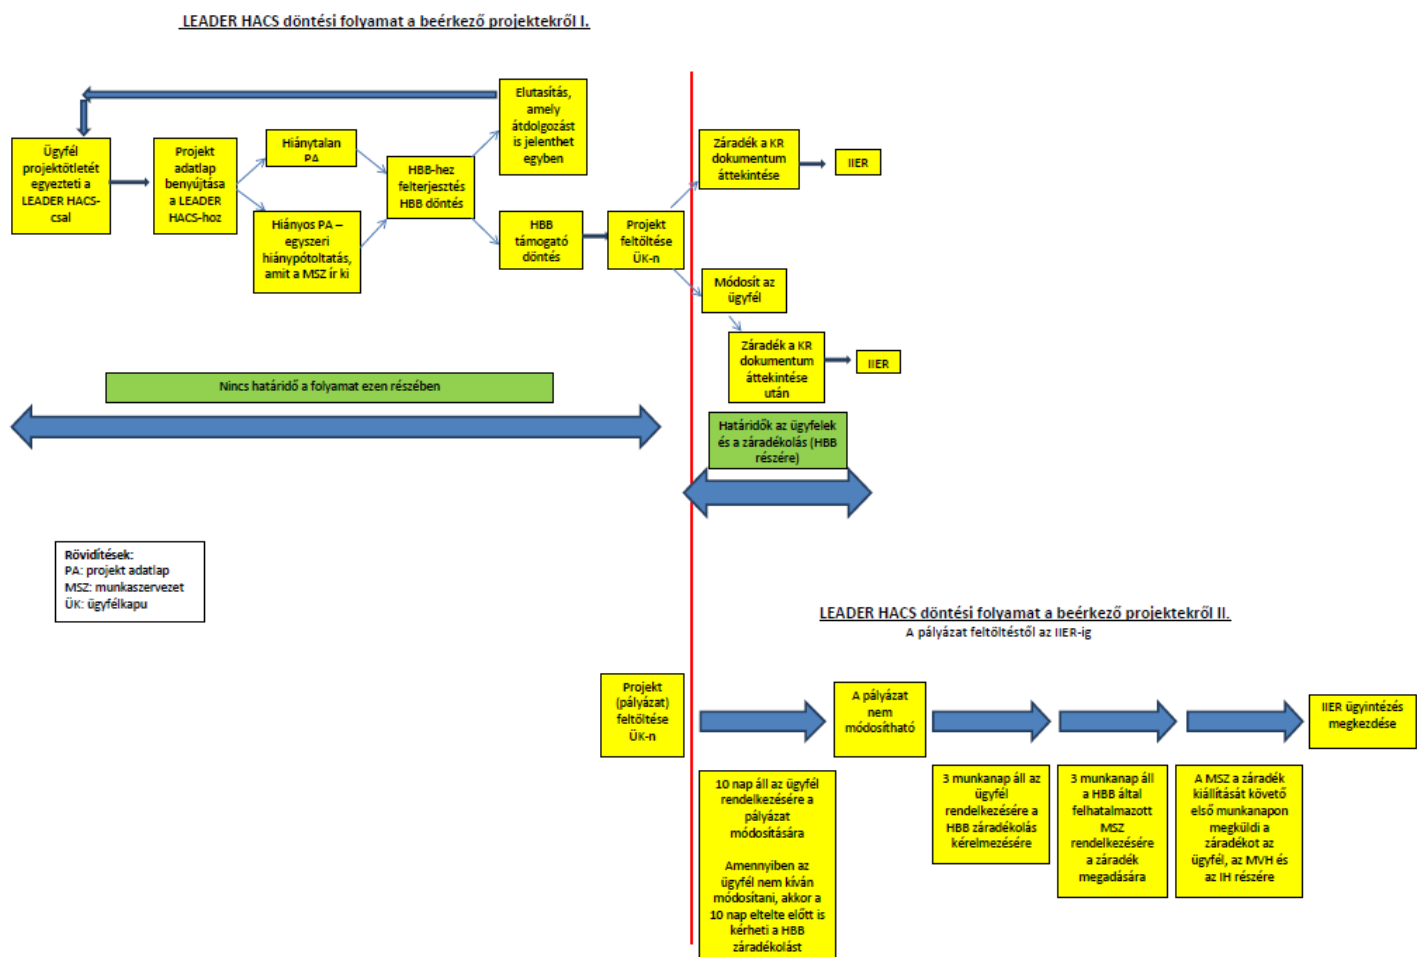 LEADER HACS döntési folyamat a beérkező projektekről I.
Ügyfél
projektötletét
egyezteti a
LEADER HACS-
csal
Projekt
adatlap
benyújtása
a LEADER
HACS-hoz
Hiánytalan
PA
Hiányos PA –
egyszeri
hiánypótoltatás,
amit a MSZ ír ki
HBB-hez
felterjesztés
HBB döntés
Elutasítás,
amely
átdolgozást
is jelenthet
egyben
HBB
támogató
döntés
Projekt
feltöltése
ÜK-n
Záradék a KR
dokumentum
áttekintése
IIER
Módosít az
ügyfél
Záradék a KR
dokumentum
áttekintése
után
IIER
Nincs határidő a folyamat ezen részében
Határidők az ügyfelek
és a záradékolás (HBB
részére)
Rövidítések:
PA: projekt adatlap
MSZ: munkaszervezet
ÜK: ügyfélkapu
LEADER HACS döntési folyamat a beérkező projektekről II.
A pályázat feltöltéstől az IIER-ig
Projekt
(pályázat)
feltöltése
ÜK-n
A pályázat
nem
módosítható
IIER ügyintézés
megkezdése
10 nap áll az ügyfél
rendelkezésére a
pályázat
módosítására
Amennyiben az
ügyfél nem kíván
módosítani, akkor a
10 nap eltelte előtt is
kérheti a HBB
záradékolást
3 munkanap áll az
ügyfél
rendelkezésére a
HBB záradékolás
kérelmezésére
3 munkanap áll
a HBB által
felhatalmazott
MSZ
rendelkezésére
a záradék
megadására
A MSZ a záradék
kiállítását követő
első munkanapon
megküldi a
záradékot az
ügyfél, az MVH és
az IH részére